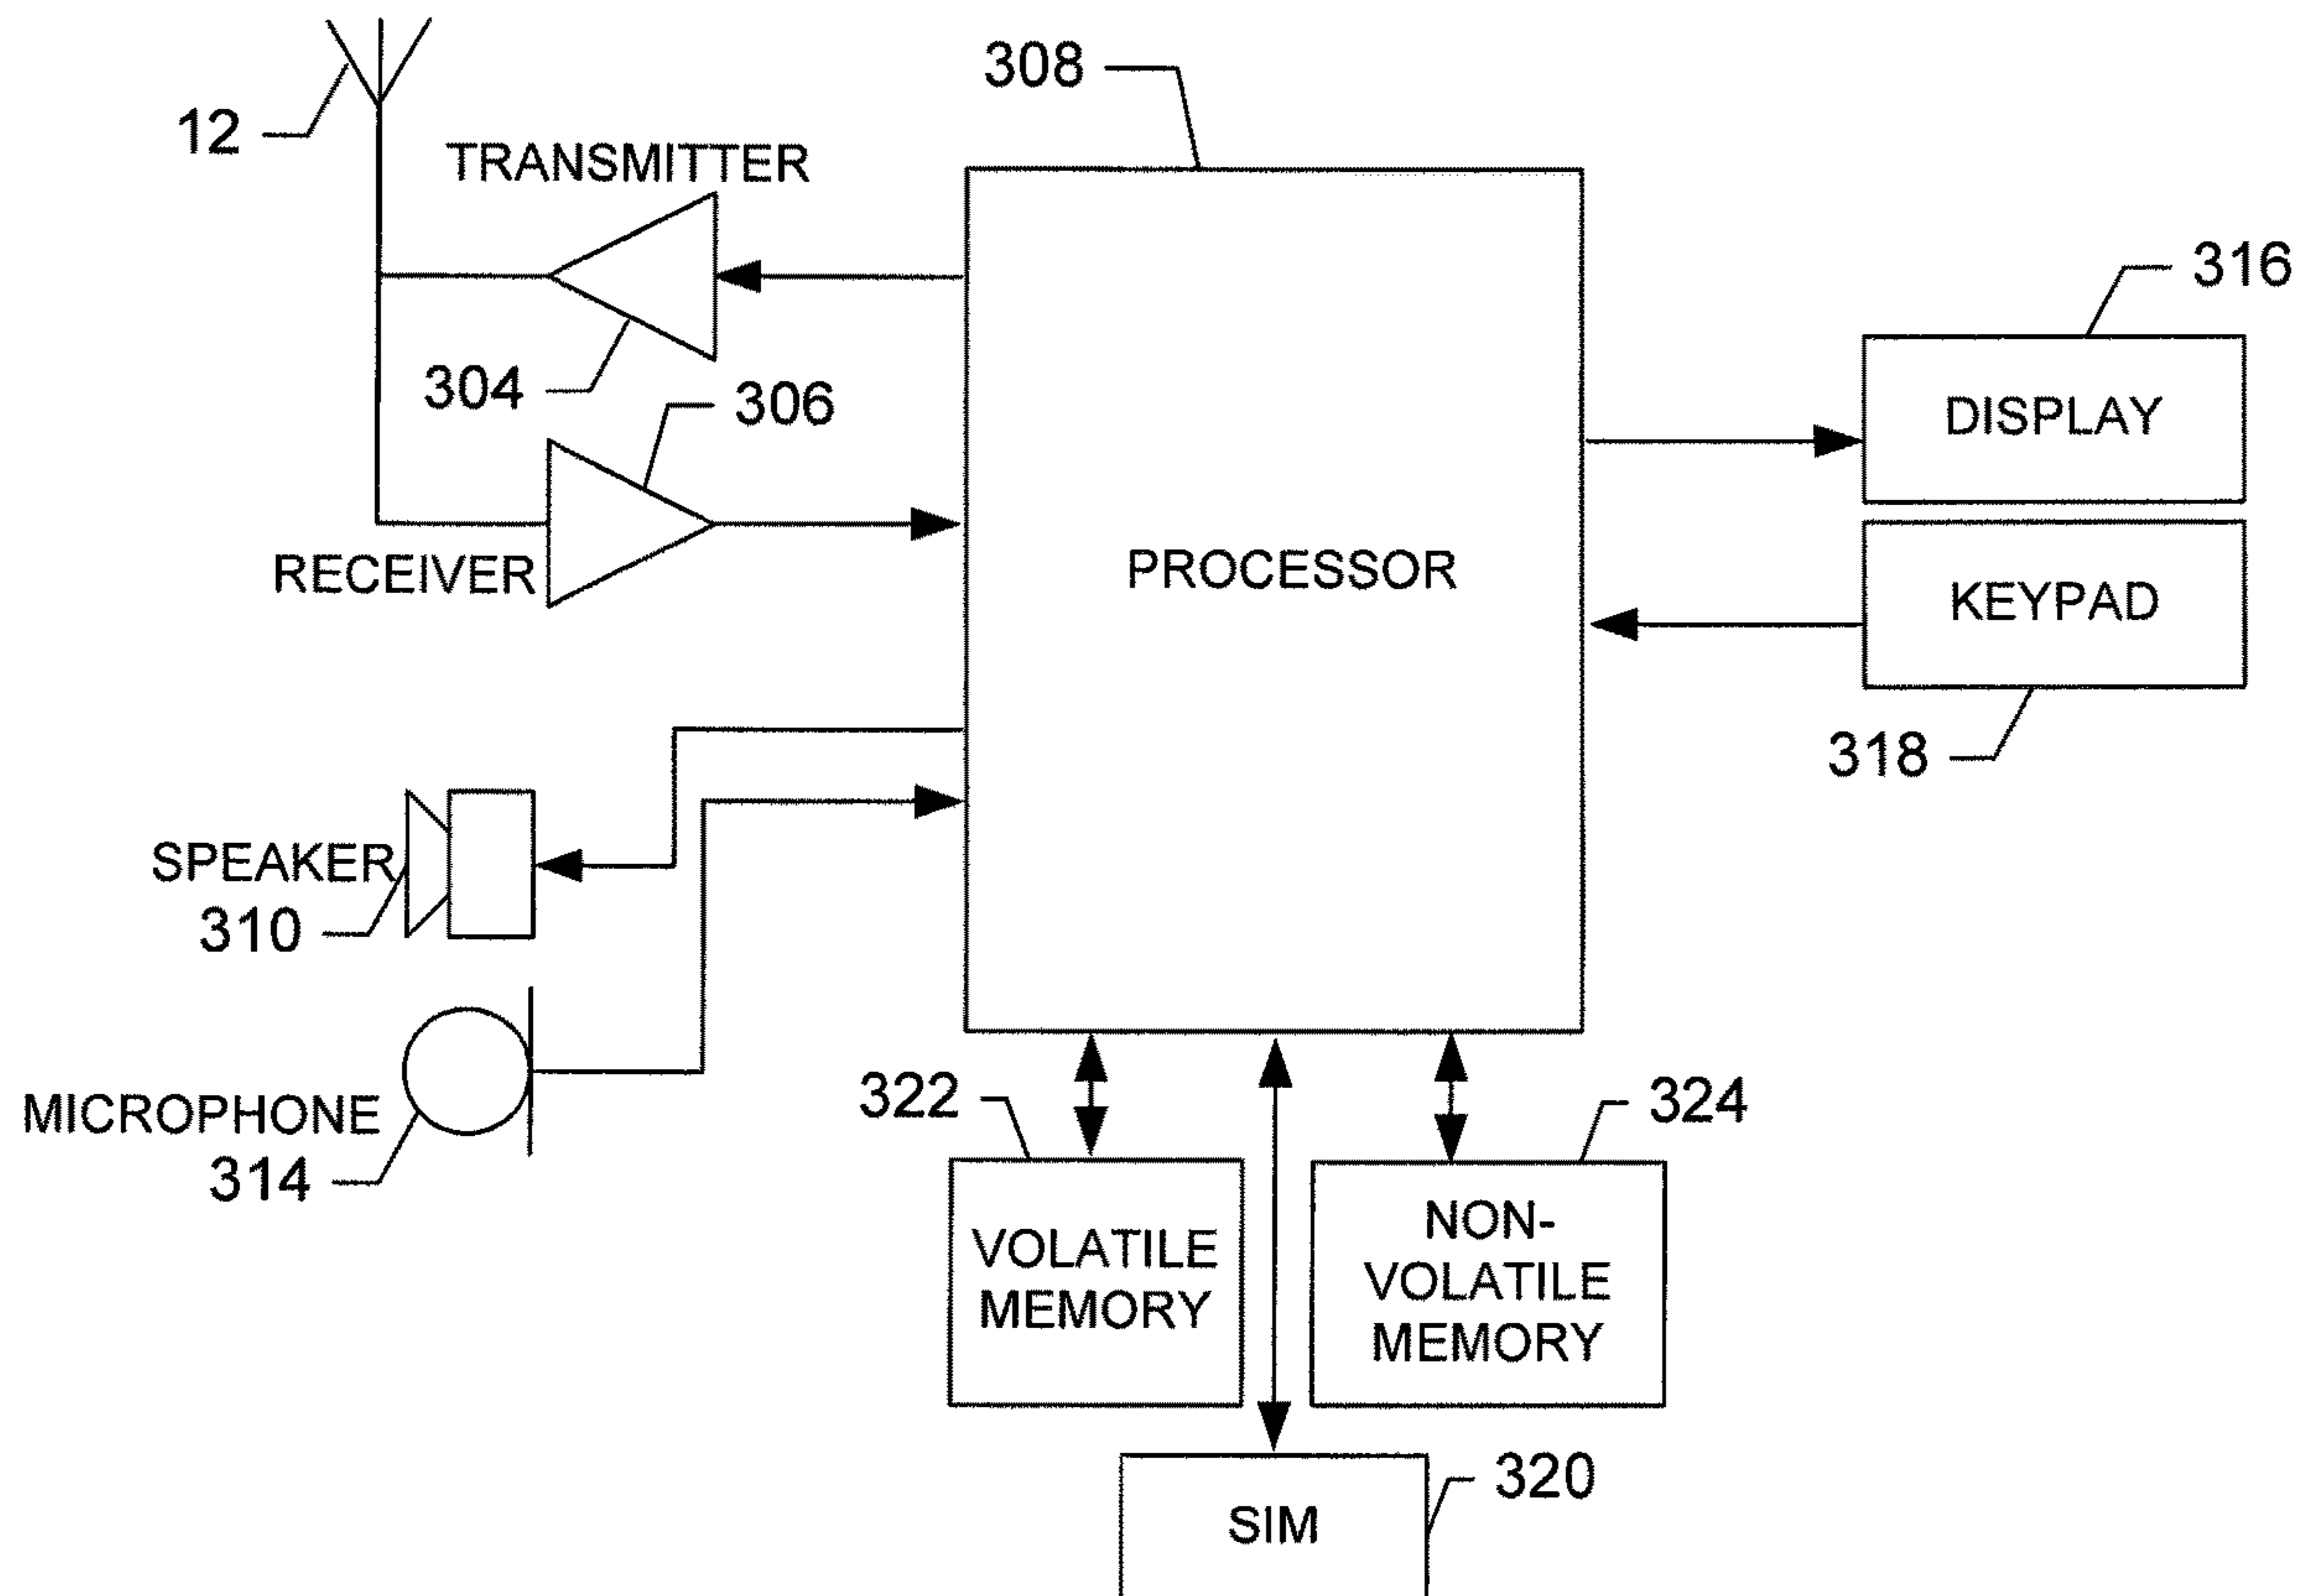 308
12
TRANSMITTER
316
304
306
DISPLAY
RECEIVER
PROCESSOR
KEYPAD
318
SPEAKER
310
322
324
MICROPHONE
314
VOLATILE
MEMORY
NON-
VOLATILE
MEMORY
320
SIM